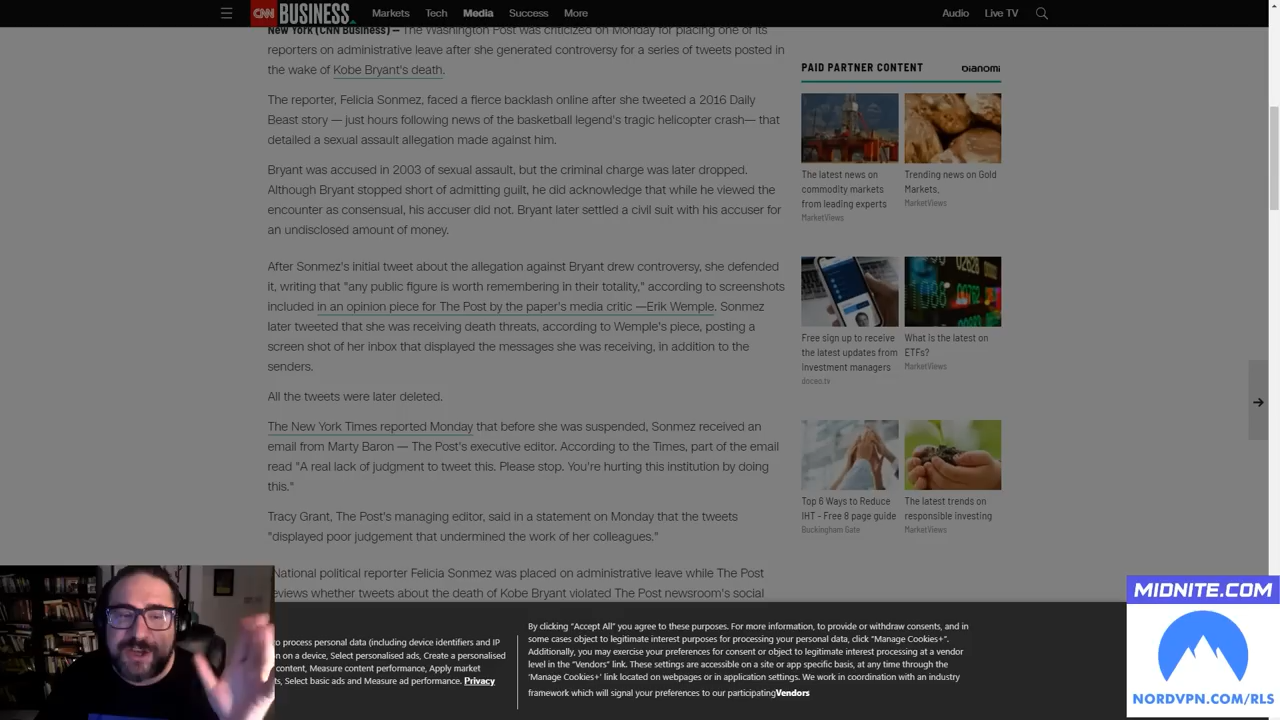 CNN BUSINESS Markets Tech Media Success More Audio Live TV
New York (CNN Business) — The Washington Post was criticized on Monday for placing one of its
reporters on administrative leave after she generated controversy for a series of tweets posted in
the wake of Kobe Bryant's death.
The reporter, Felicia Sonmez, faced a fierce backlash online after she tweeted a 2016 Daily
Beast story — just hours following news of the basketball legend's tragic helicopter crash— that
detailed a sexual assault allegation made against him.
Bryant was accused in 2003 of sexual assault, but the criminal charge was later dropped.
Although Bryant stopped short of admitting guilt, he did acknowledge that while he viewed the
encounter as consensual, his accuser did not. Bryant later settled a civil suit with his accuser for
an undisclosed amount of money.
After Sonmez's initial tweet about the allegation against Bryant drew controversy, she defended
it, writing that "any public figure is worth remembering in their totality," according to screenshots
included in an opinion piece for The Post by the paper's media critic —Erik Wemple. Sonmez
later tweeted that she was receiving death threats, according to Wemple's piece, posting a
screen shot of her inbox that displayed the messages she was receiving, in addition to the
senders.
All the tweets were later deleted.
The New York Times reported Monday that before she was suspended, Sonmez received an
email from Marty Baron — The Post's executive editor. According to the Times, part of the email
read "A real lack of judgment to tweet this. Please stop. You're hurting this institution by doing
this."
Tracy Grant, The Post's managing editor, said in a statement on Monday that the tweets
"displayed poor judgement that undermined the work of her colleagues."
"National political reporter Felicia Sonmez was placed on administrative leave while The Post
reviews whether tweets about the death of Kobe Bryant violated The Post newsroom's social
PAID PARTNER CONTENT
Dianomi
The latest news on
commodity markets
from leading experts
MarketViews
Trending news on Gold
Markets,
MarketViews
Free sign up to receive
the latest updates from
investment managers
doceo.tv
What is the latest on
ETFs?
MarketViews
Top 6 Ways to Reduce
IHT - Free 8 page guide
Buckingham Gate
The latest trends on
responsible investing
MarketViews
to process personal data (including device identifiers and IP
on on a device, Select personalised ads, Create a personalised
content, Measure content performance, Apply market
ts, Select basic ads and Measure ad performance. Privacy
By clicking "Accept All" you agree to these purposes. For more information, to provide or withdraw consents, and in
some cases object to legitimate interest purposes for processing your personal data, click "Manage Cookies+".
Additionally, you may exercise your preferences for consent or object to legitimate interest processing at a vendor
level in the "Vendors" link. These settings are accessible on a site or app specific basis, at any time through the
'Manage Cookies+' link located on webpages or in application settings. We work in coordination with an industry
framework which will signal your preferences to our participatingVendors
MIDNITE.COM
NORDVPN.COM/RLS